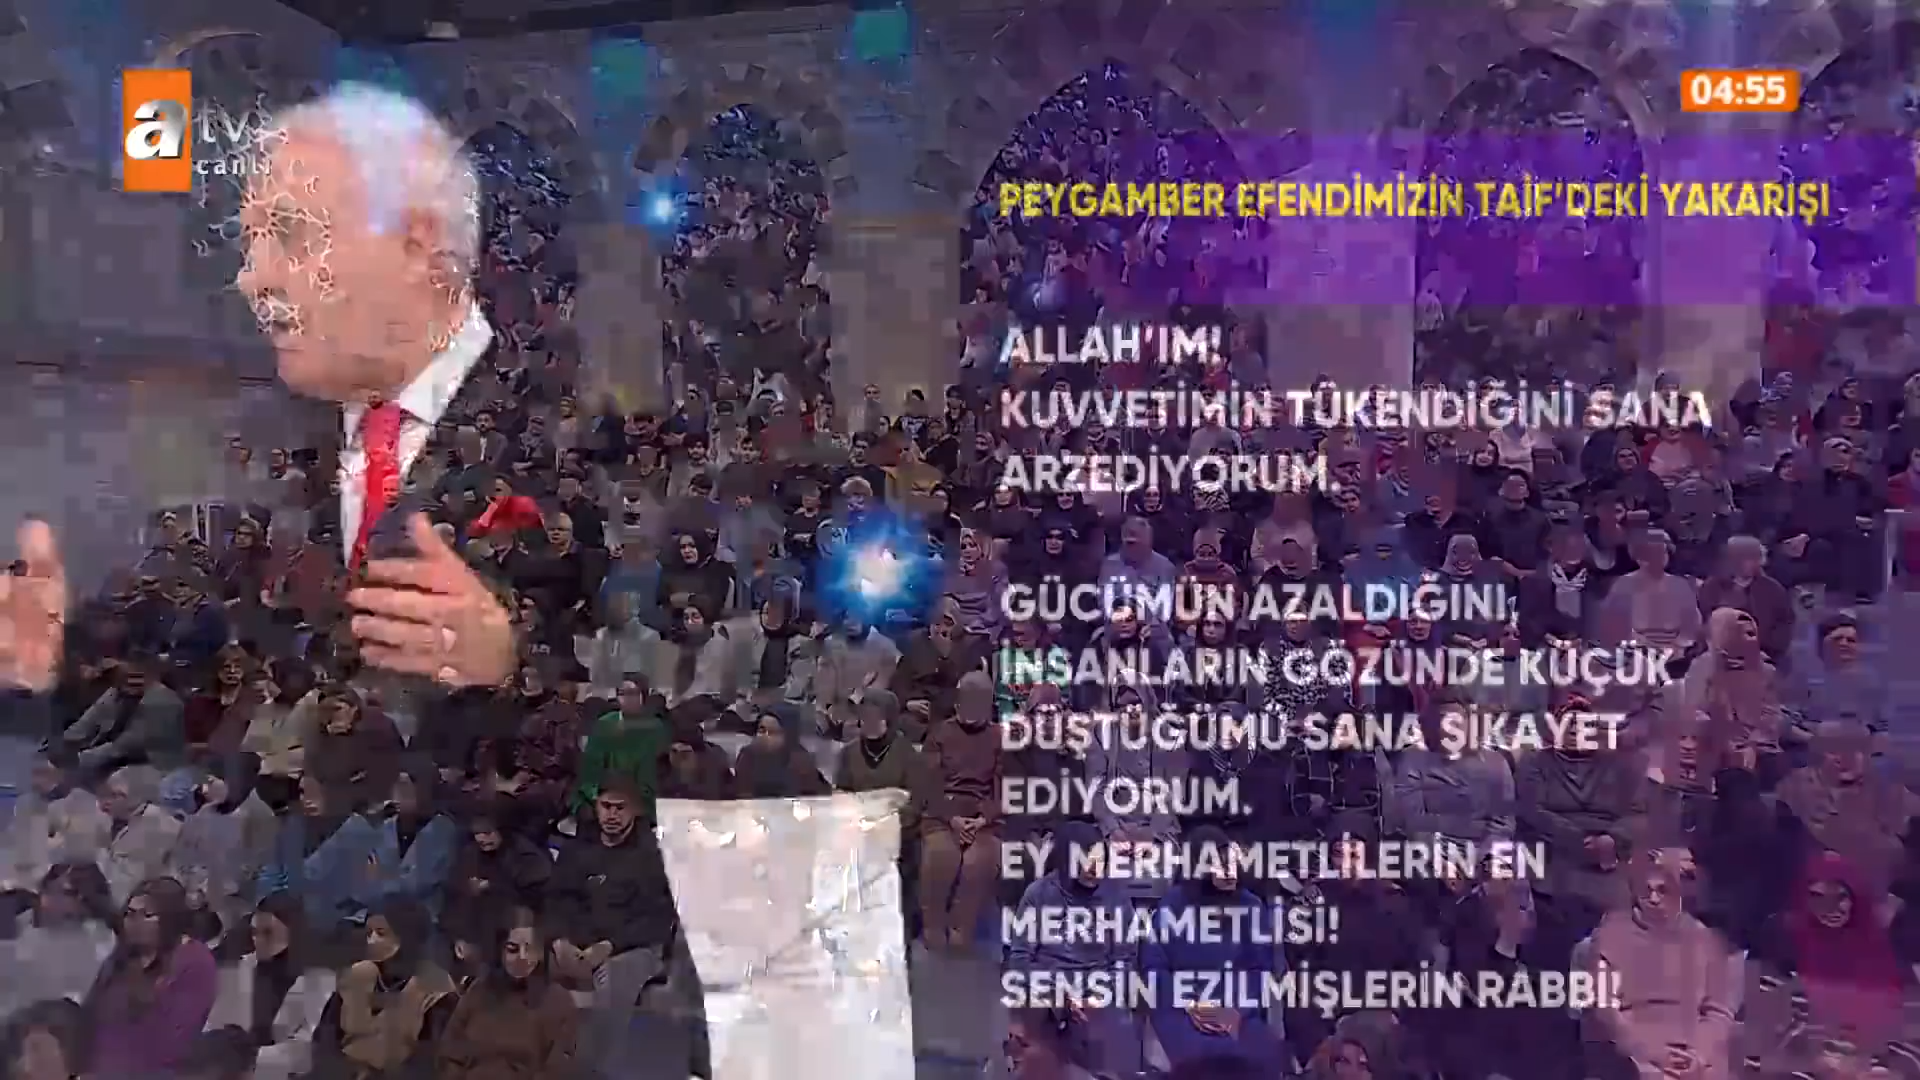 atv
canlı
04:55
PEYGAMBER EFENDİMİZİN TAİF'DEKİ YAKARIŞI
ALLAH'IM!
KUVVETİMİN TÜKENDİĞİNİ SANA
ARZEDİYORUM.
GÜCÜMÜN AZALDIĞINI,
İNSANLARIN GÖZÜNDE KÜÇÜK
DÜŞTÜĞÜMÜ SANA ŞİKAYET
EDİYORUM.
EY MERHAMETLİLERİN EN
MERHAMETLİSİ!
SENSİN EZİLMİŞLERİN RABBİ!